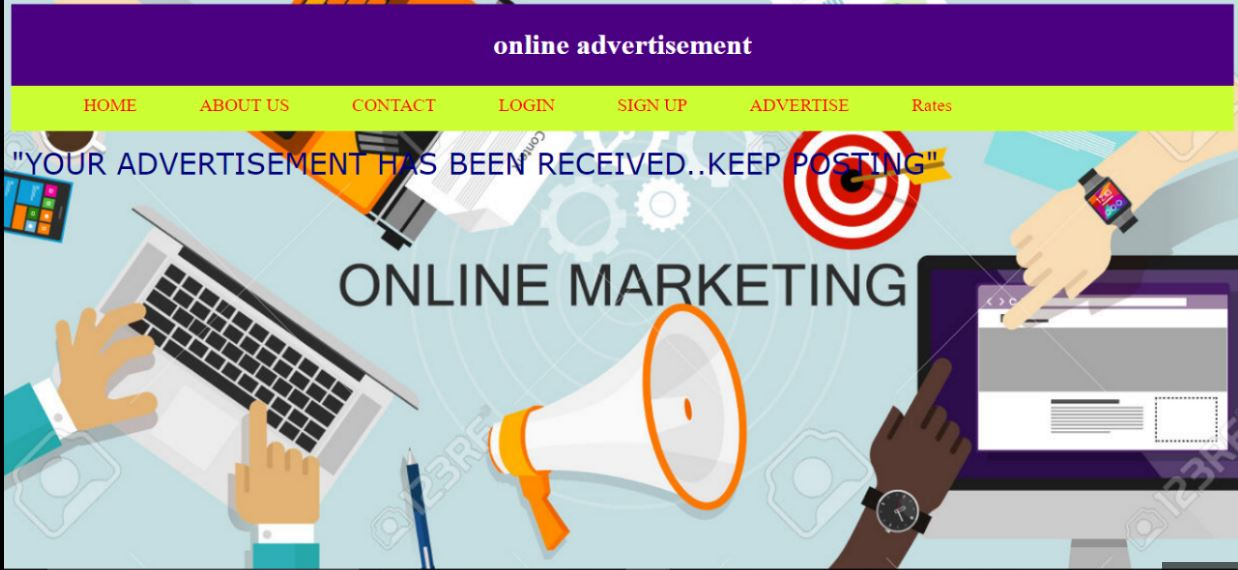 online advertisement
HOME ABOUT US CONTACT LOGIN SIGN UP ADVERTISE Rates
"YOUR ADVERTISEMENT HAS BEEN RECEIVED..KEEP POSTING"
ONLINE MARKETING